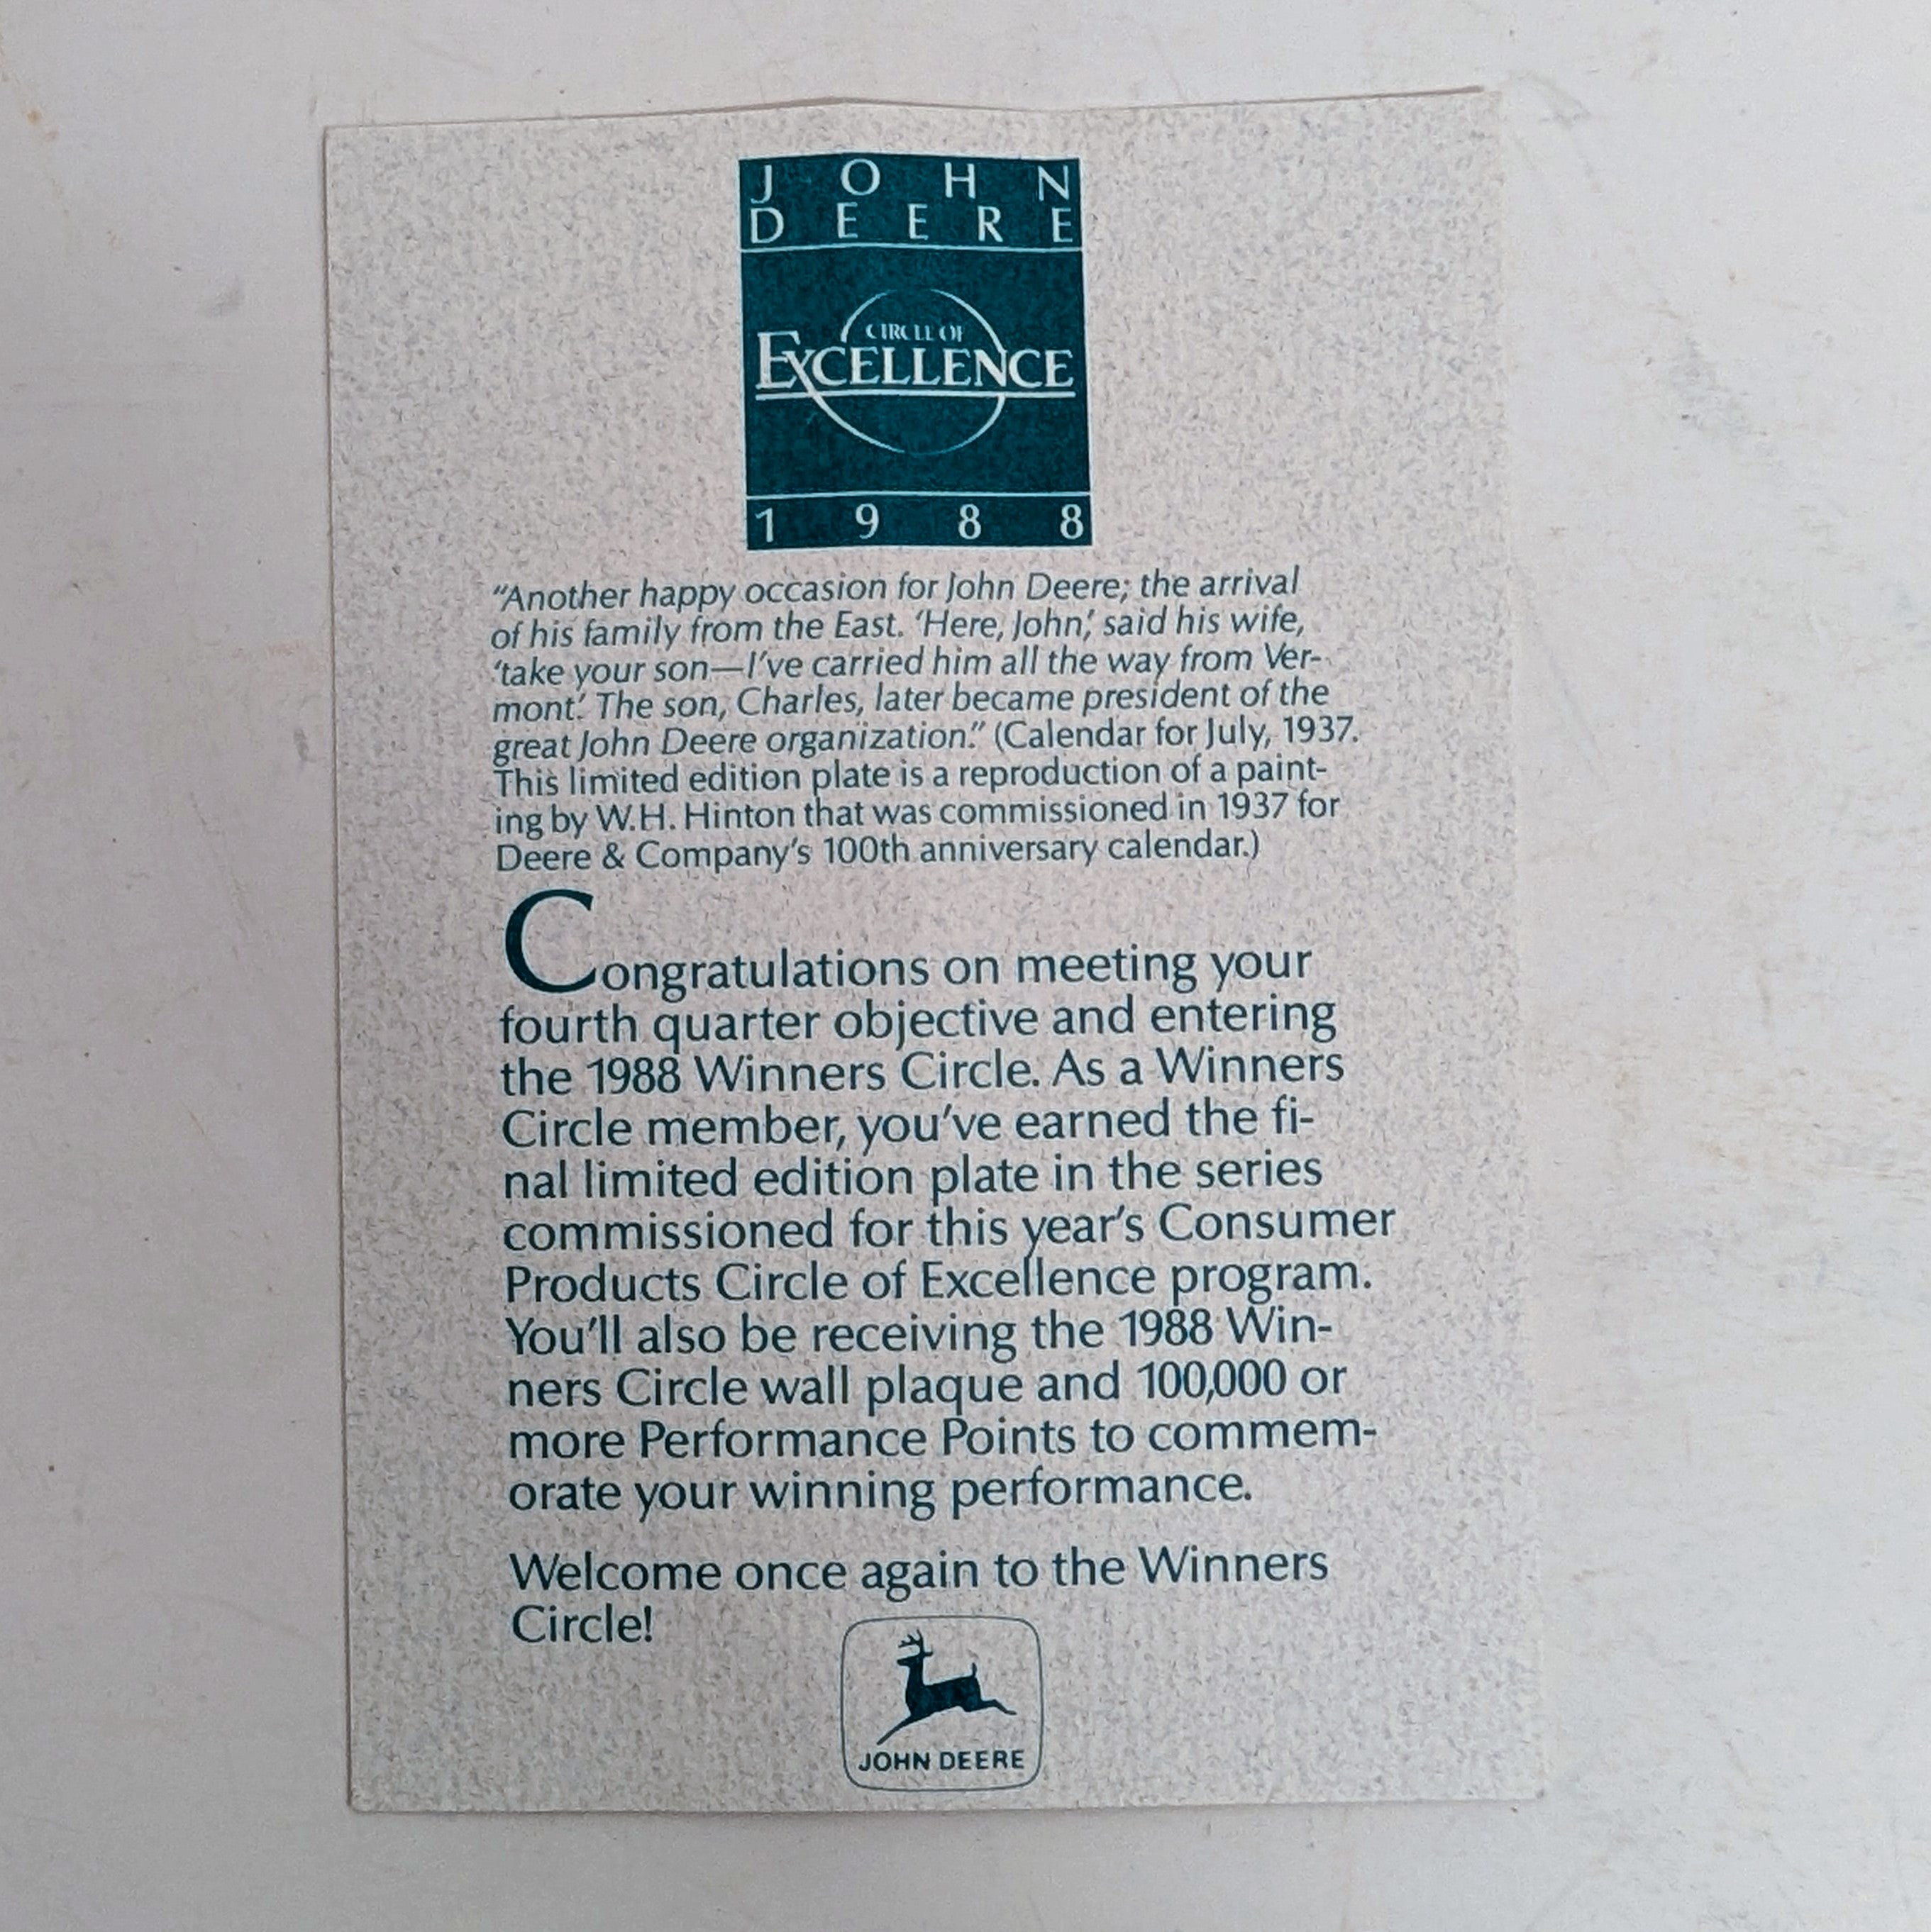 JOHN
DEERE
CIRCLE OF
EXCELLENCE
1988
"Another happy occasion for John Deere; the arrival
of his family from the East. 'Here, John,' said his wife,
'take your son—I've carried him all the way from Ver-
mont.' The son, Charles, later became president of the
great John Deere organization." (Calendar for July, 1937.
This limited edition plate is a reproduction of a paint-
ing by W.H. Hinton that was commissioned in 1937 for
Deere & Company's 100th anniversary calendar.)
Congratulations on meeting your
fourth quarter objective and entering
the 1988 Winners Circle. As a Winners
Circle member, you've earned the fi-
nal limited edition plate in the series
commissioned for this year's Consumer
Products Circle of Excellence program.
You'll also be receiving the 1988 Win-
ners Circle wall plaque and 100,000 or
more Performance Points to commem-
orate your winning performance.
Welcome once again to the Winners
Circle!
JOHN DEERE